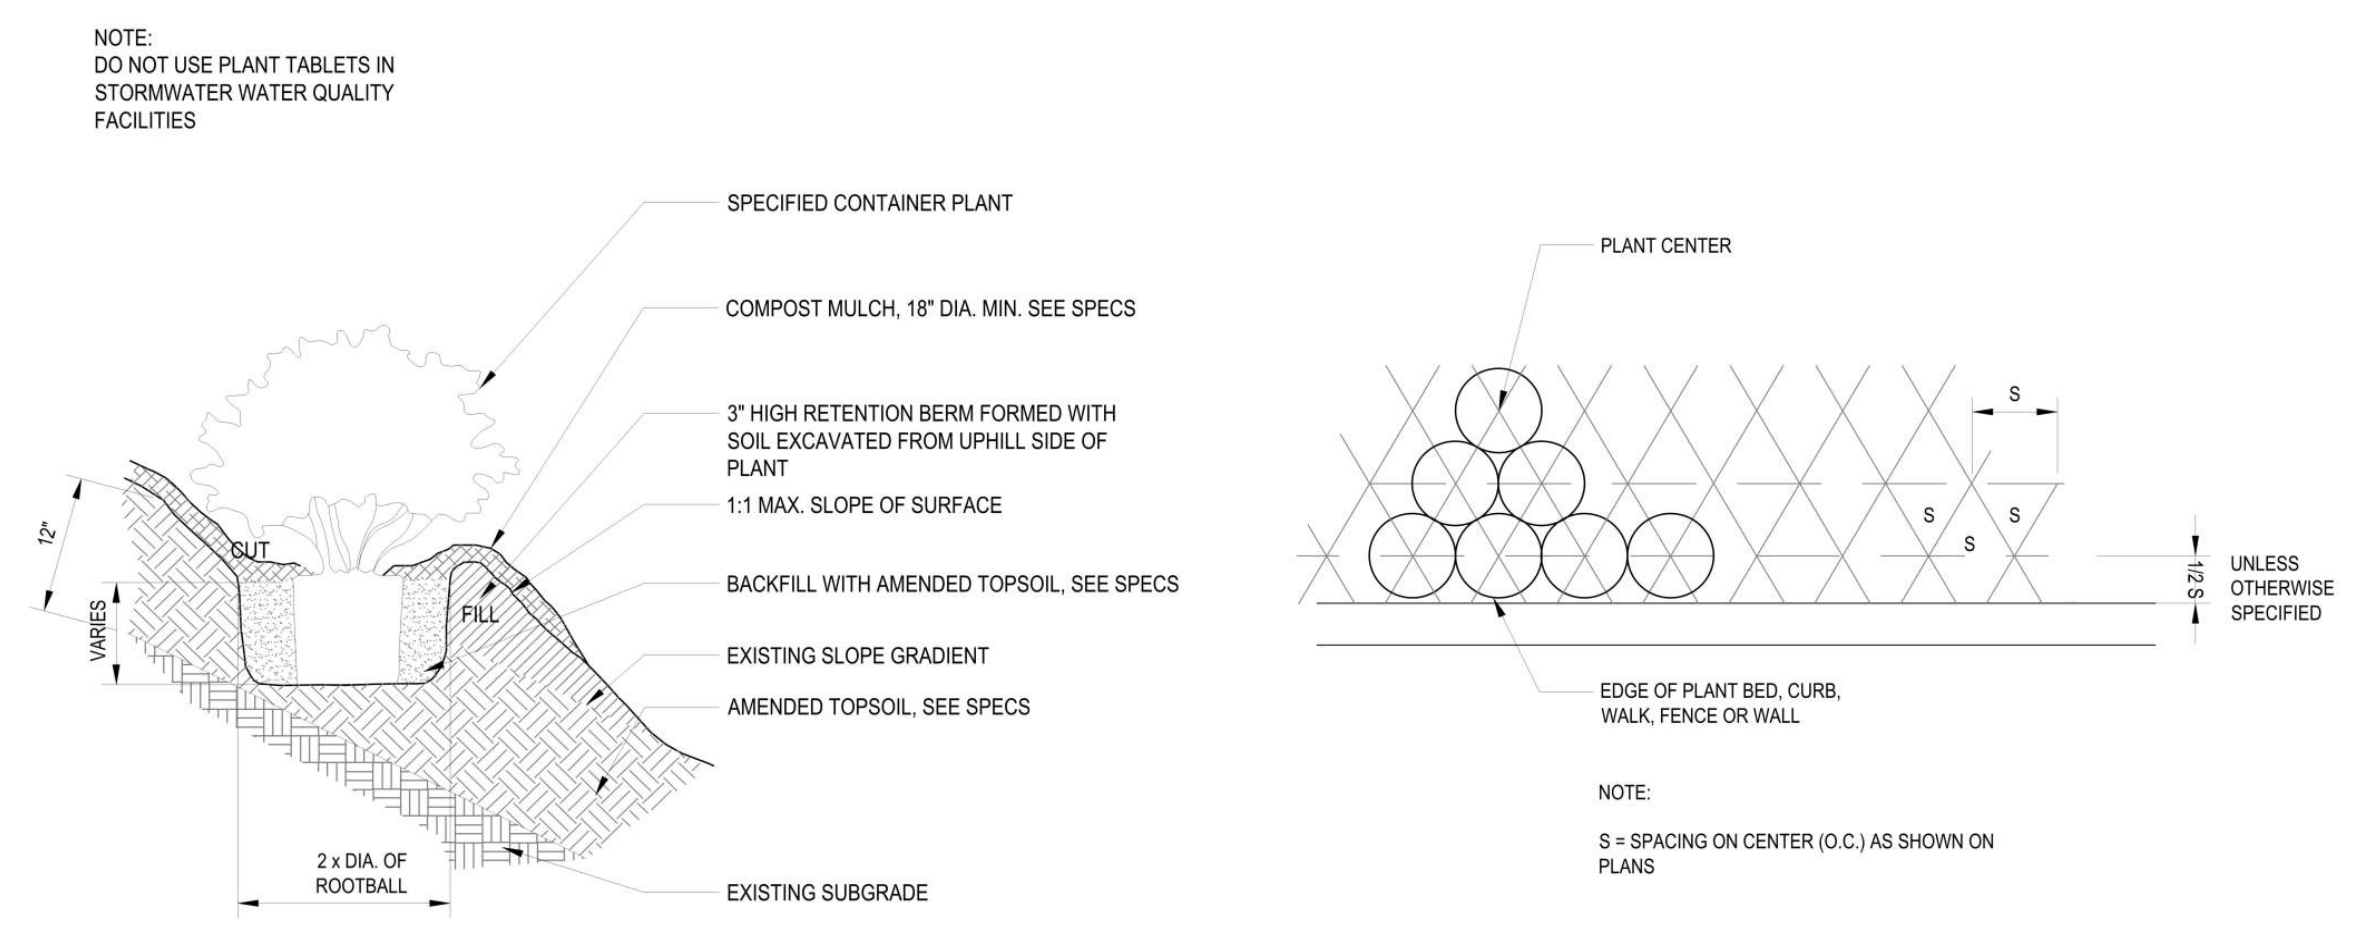 NOTE:
DO NOT USE PLANT TABLETS IN
STORMWATER WATER QUALITY
FACILITIES
SPECIFIED CONTAINER PLANT
COMPOST MULCH, 18" DIA. MIN. SEE SPECS
3" HIGH RETENTION BERM FORMED WITH
SOIL EXCAVATED FROM UPHILL SIDE OF
PLANT
1:1 MAX. SLOPE OF SURFACE
BACKFILL WITH AMENDED TOPSOIL, SEE SPECS
EXISTING SLOPE GRADIENT
AMENDED TOPSOIL, SEE SPECS
EXISTING SUBGRADE
12"
CUT
FILL
VARIES
2 x DIA. OF
ROOTBALL
PLANT CENTER
S
S
S
S
1/2 S
UNLESS
OTHERWISE
SPECIFIED
EDGE OF PLANT BED, CURB,
WALK, FENCE OR WALL
NOTE:
S = SPACING ON CENTER (O.C.) AS SHOWN ON
PLANS